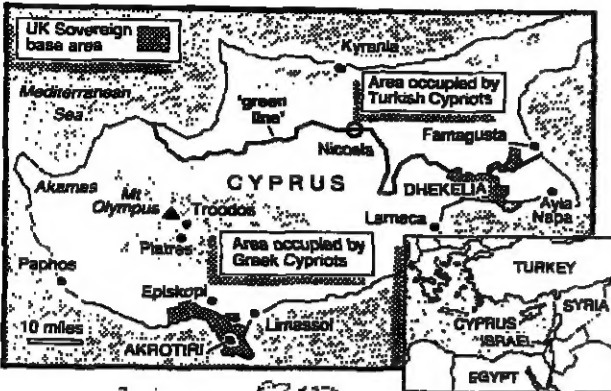 UK Sovereign
base area
Mediterranean
Sea
Kyrenia
Area occupied by
Turkish Cypriots
'green
line'
Nicosia
Famagusta
Akamas
CYPRUS
DHEKELIA
Mt
Olympus
Troodos
Larnaca
Ayia
Napa
Platres
Area occupied by
Greek Cypriots
Paphos
Episkopi
10 miles
Limassol
AKROTIRI
TURKEY
SYRIA
CYPRUS
ISRAEL
EGYPT